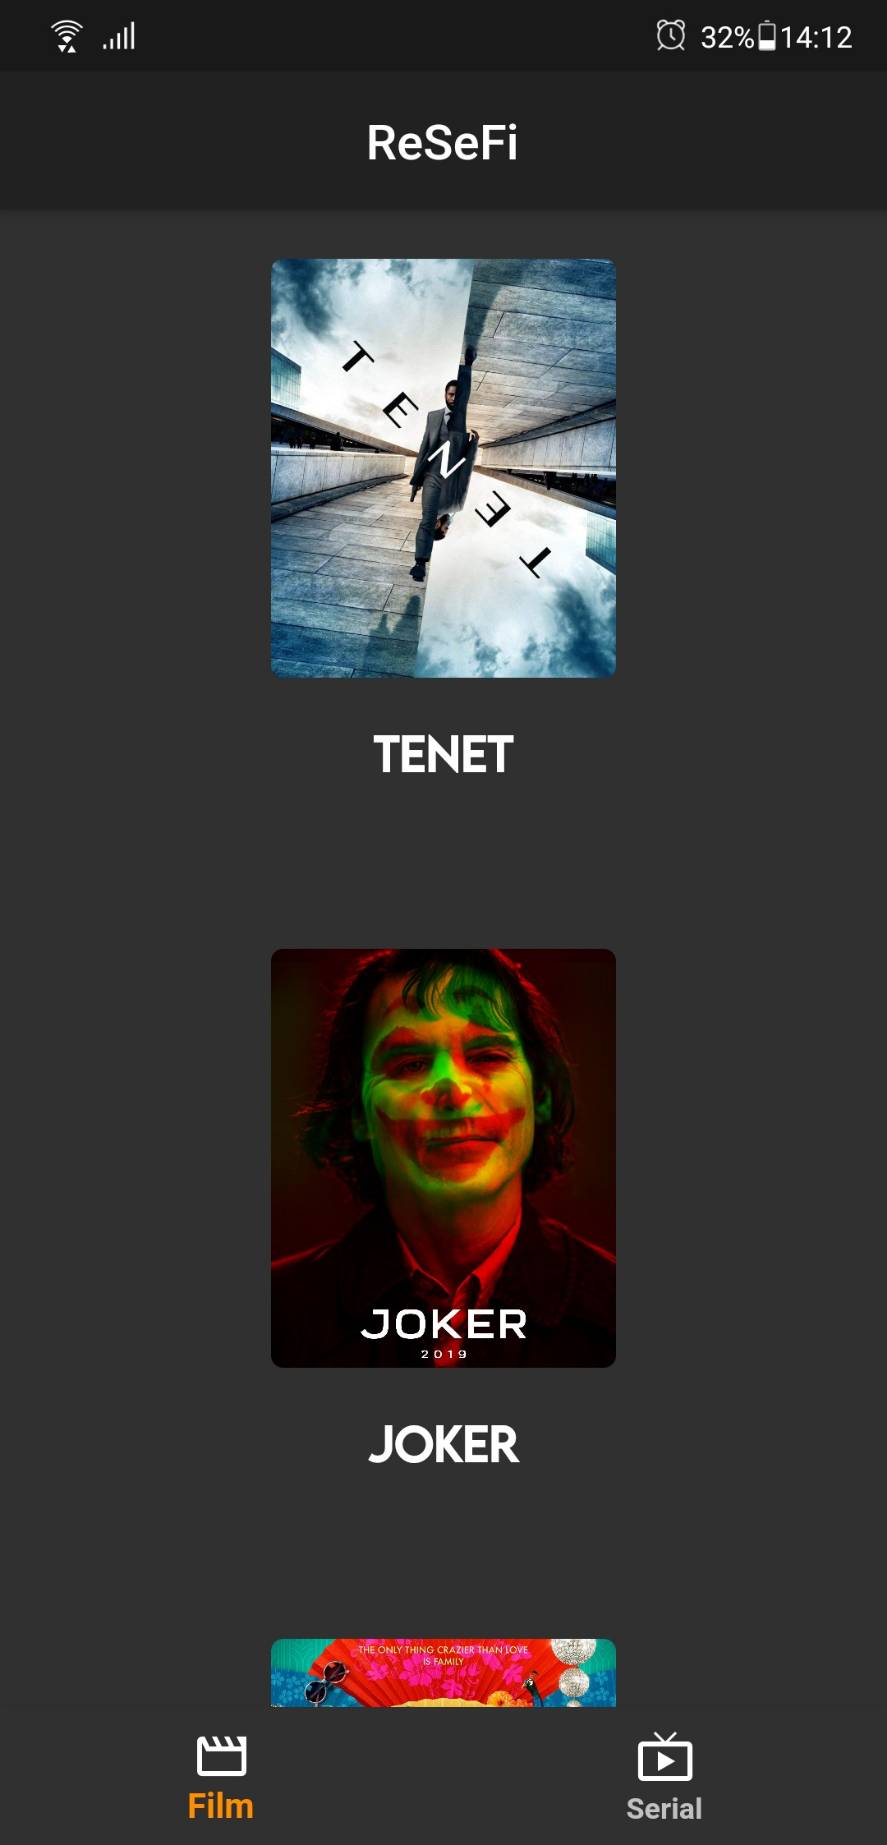 32% 14:12
ReSeFi
TENET
TENET
JOKER
2019
JOKER
THE ONLY THING CRAZIER THAN LOVE
IS FAMILY
Film
Serial